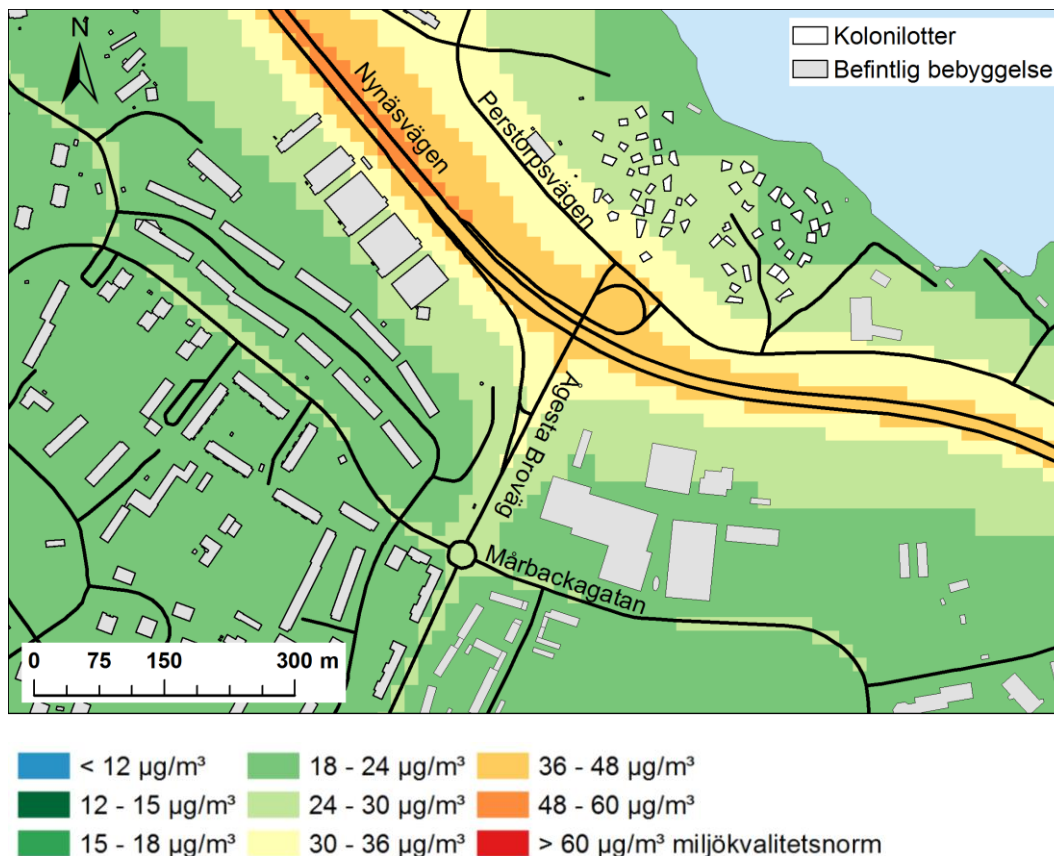 N
Kolonilotter
Befintlig bebyggelse
Nynäsvägen
Perstorpsvägen
Ågesta Broväg
Mårbackagatan
0 75 150 300 m
< 12 µg/m³ 18 - 24 µg/m³ 36 - 48 µg/m³
12 - 15 µg/m³ 24 - 30 µg/m³ 48 - 60 µg/m³
15 - 18 µg/m³ 30 - 36 µg/m³ > 60 µg/m³ miljökvalitetsnorm